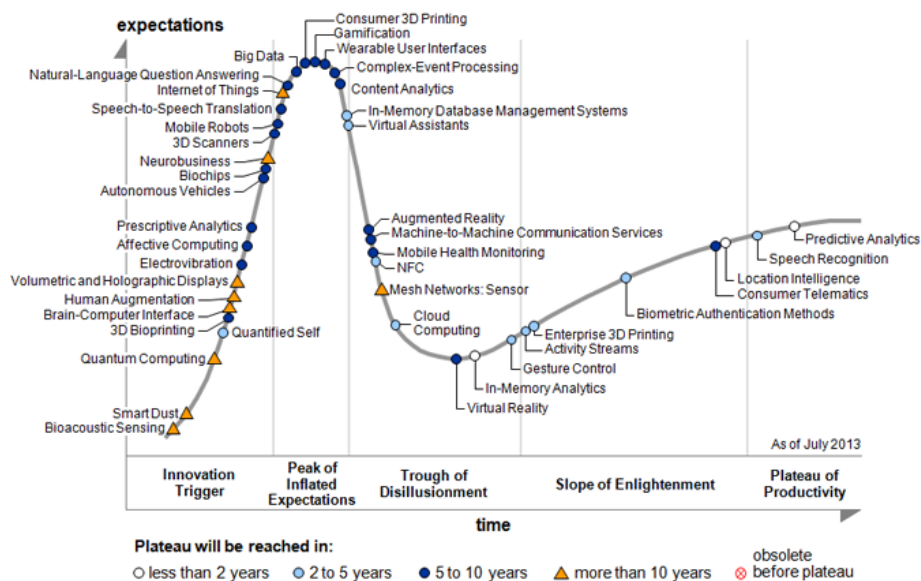 expectations
Consumer 3D Printing
Gamification
Wearable User Interfaces
Big Data
Complex-Event Processing
Natural-Language Question Answering
Content Analytics
Internet of Things
In-Memory Database Management Systems
Speech-to-Speech Translation
Virtual Assistants
Mobile Robots
3D Scanners
Neurobusiness
Biochips
Autonomous Vehicles
Prescriptive Analytics
Affective Computing
Electrovibration
Volumetric and Holographic Displays
Human Augmentation
Brain-Computer Interface
3D Bioprinting
Quantified Self
Quantum Computing
Smart Dust
Bioacoustic Sensing
Augmented Reality
Machine-to-Machine Communication Services
Mobile Health Monitoring
NFC
Mesh Networks: Sensor
Cloud
Computing
Virtual Reality
In-Memory Analytics
Gesture Control
Activity Streams
Enterprise 3D Printing
Biometric Authentication Methods
Consumer Telematics
Location Intelligence
Speech Recognition
Predictive Analytics
As of July 2013
Innovation
Trigger
Peak of
Inflated
Expectations
Trough of
Disillusionment
Slope of Enlightenment
Plateau of
Productivity
time
Plateau will be reached in:
less than 2 years
2 to 5 years
5 to 10 years
more than 10 years
obsolete
before plateau